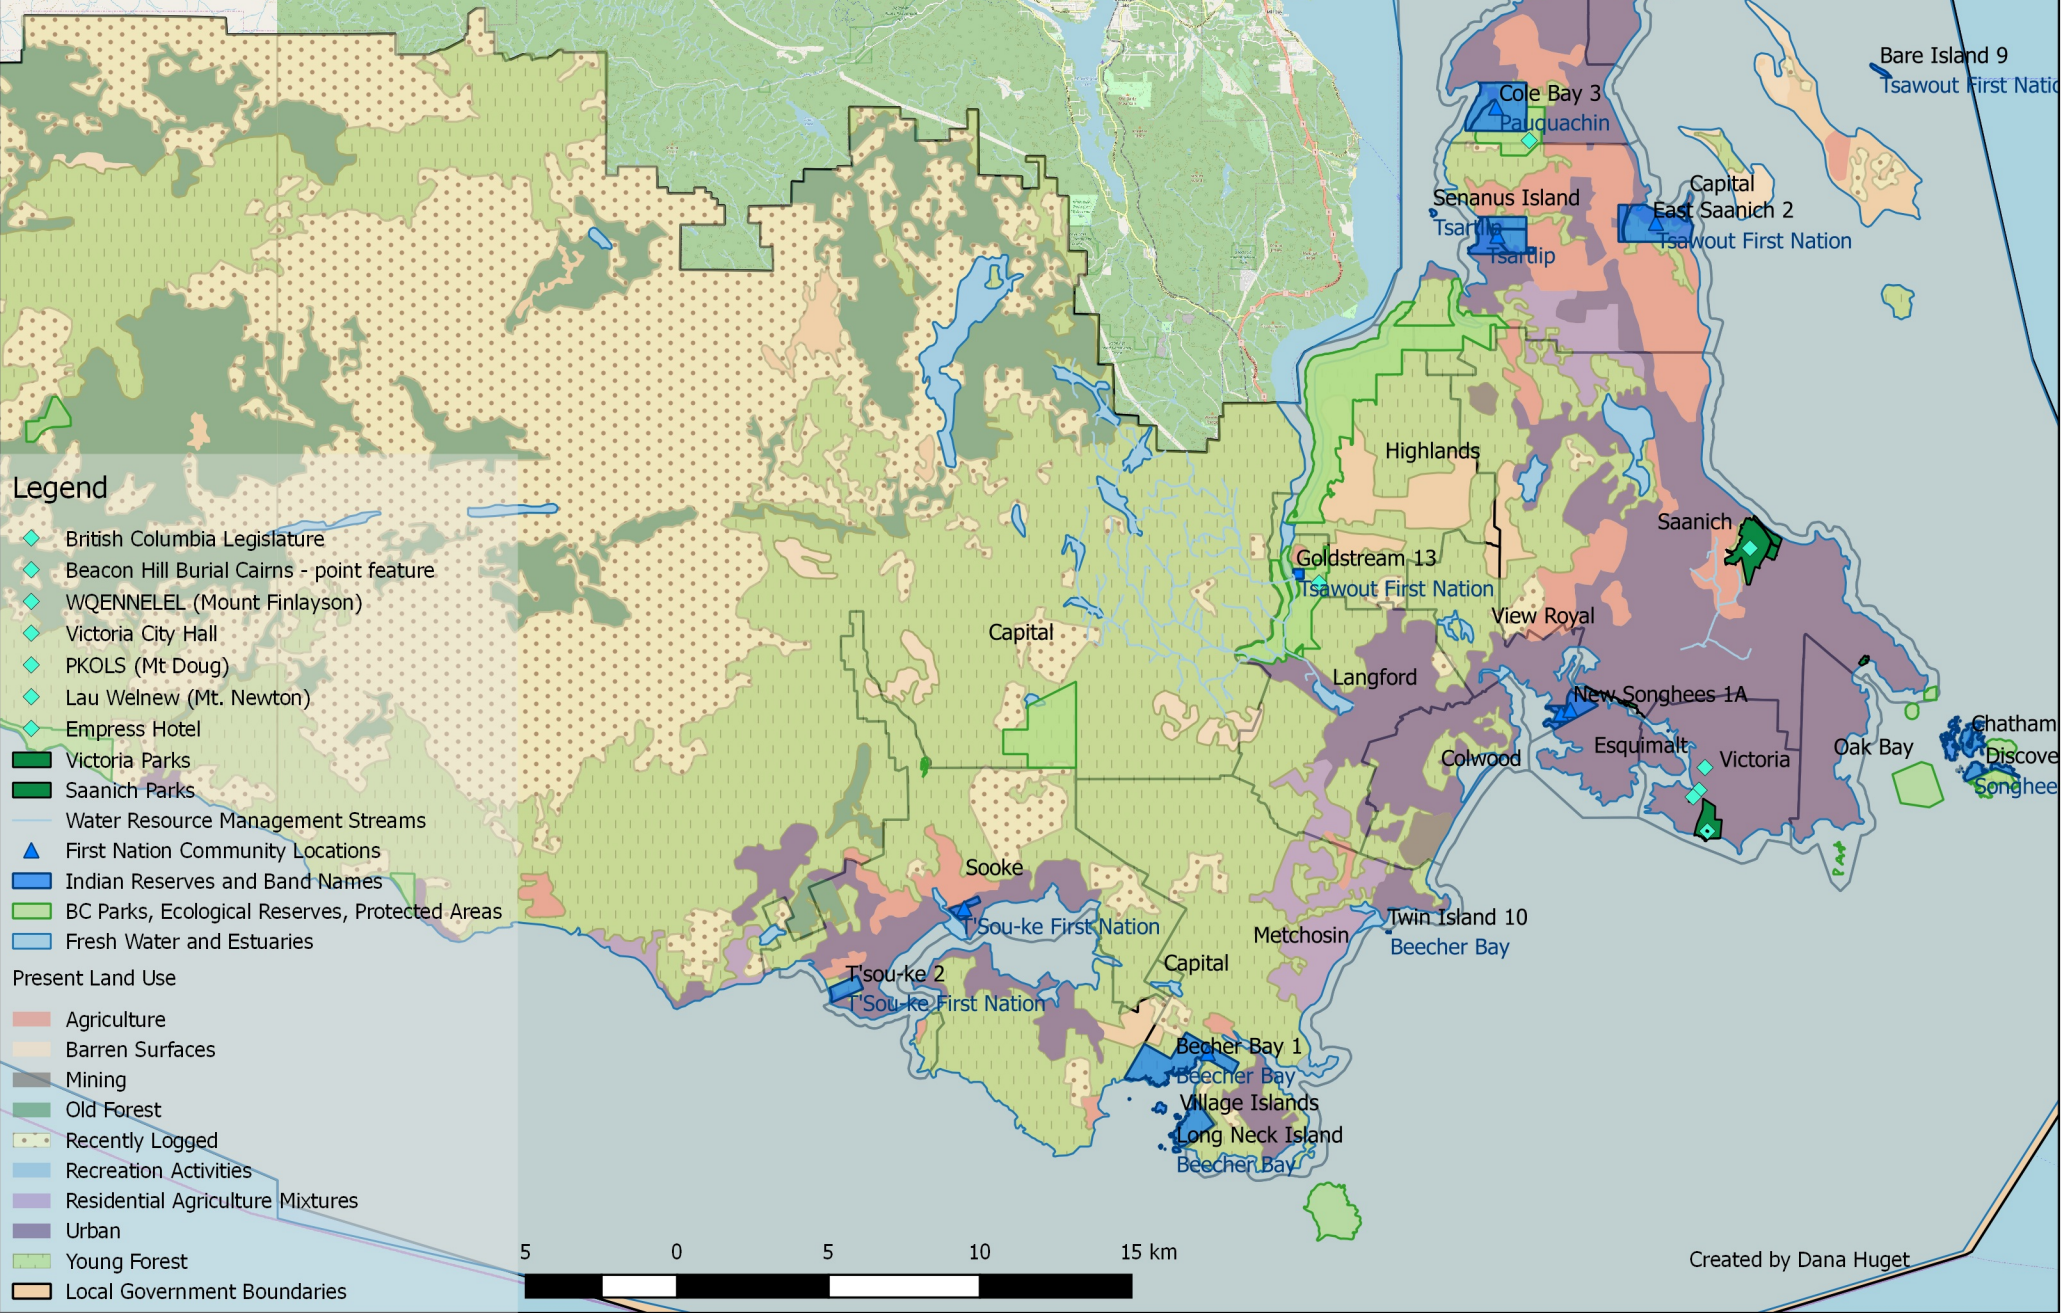 Bare Island 9
Tsawout First Natio
Cole Bay 3
Pauquachin
Capital
Senanus Island
East Saanich 2
Tsartlip
Tsawout First Nation
Tsartlip
Highlands
Saanich
Goldstream 13
Tsawout First Nation
View Royal
Capital
Langford
New Songhees 1A
Chatham
Esquimalt
Oak Bay
Colwood
Victoria
Discove
Songhee
Sooke
T'Sou-ke First Nation
Twin Island 10
Beecher Bay
Metchosin
Capital
T'sou-ke 2
T'Sou-ke First Nation
Becher Bay 1
Beecher Bay
Village Islands
Long Neck Island
Beecher Bay
Legend
British Columbia Legislature
Beacon Hill Burial Cairns - point feature
WQENNELEL (Mount Finlayson)
Victoria City Hall
PKOLS (Mt Doug)
Lau Welnew (Mt. Newton)
Empress Hotel
Victoria Parks
Saanich Parks
Water Resource Management Streams
First Nation Community Locations
Indian Reserves and Band Names
BC Parks, Ecological Reserves, Protected Areas
Fresh Water and Estuaries
Present Land Use
Agriculture
Barren Surfaces
Mining
Old Forest
Recently Logged
Recreation Activities
Residential Agriculture Mixtures
Urban
Young Forest
Local Government Boundaries
5 0 5 10 15 km
Created by Dana Huget